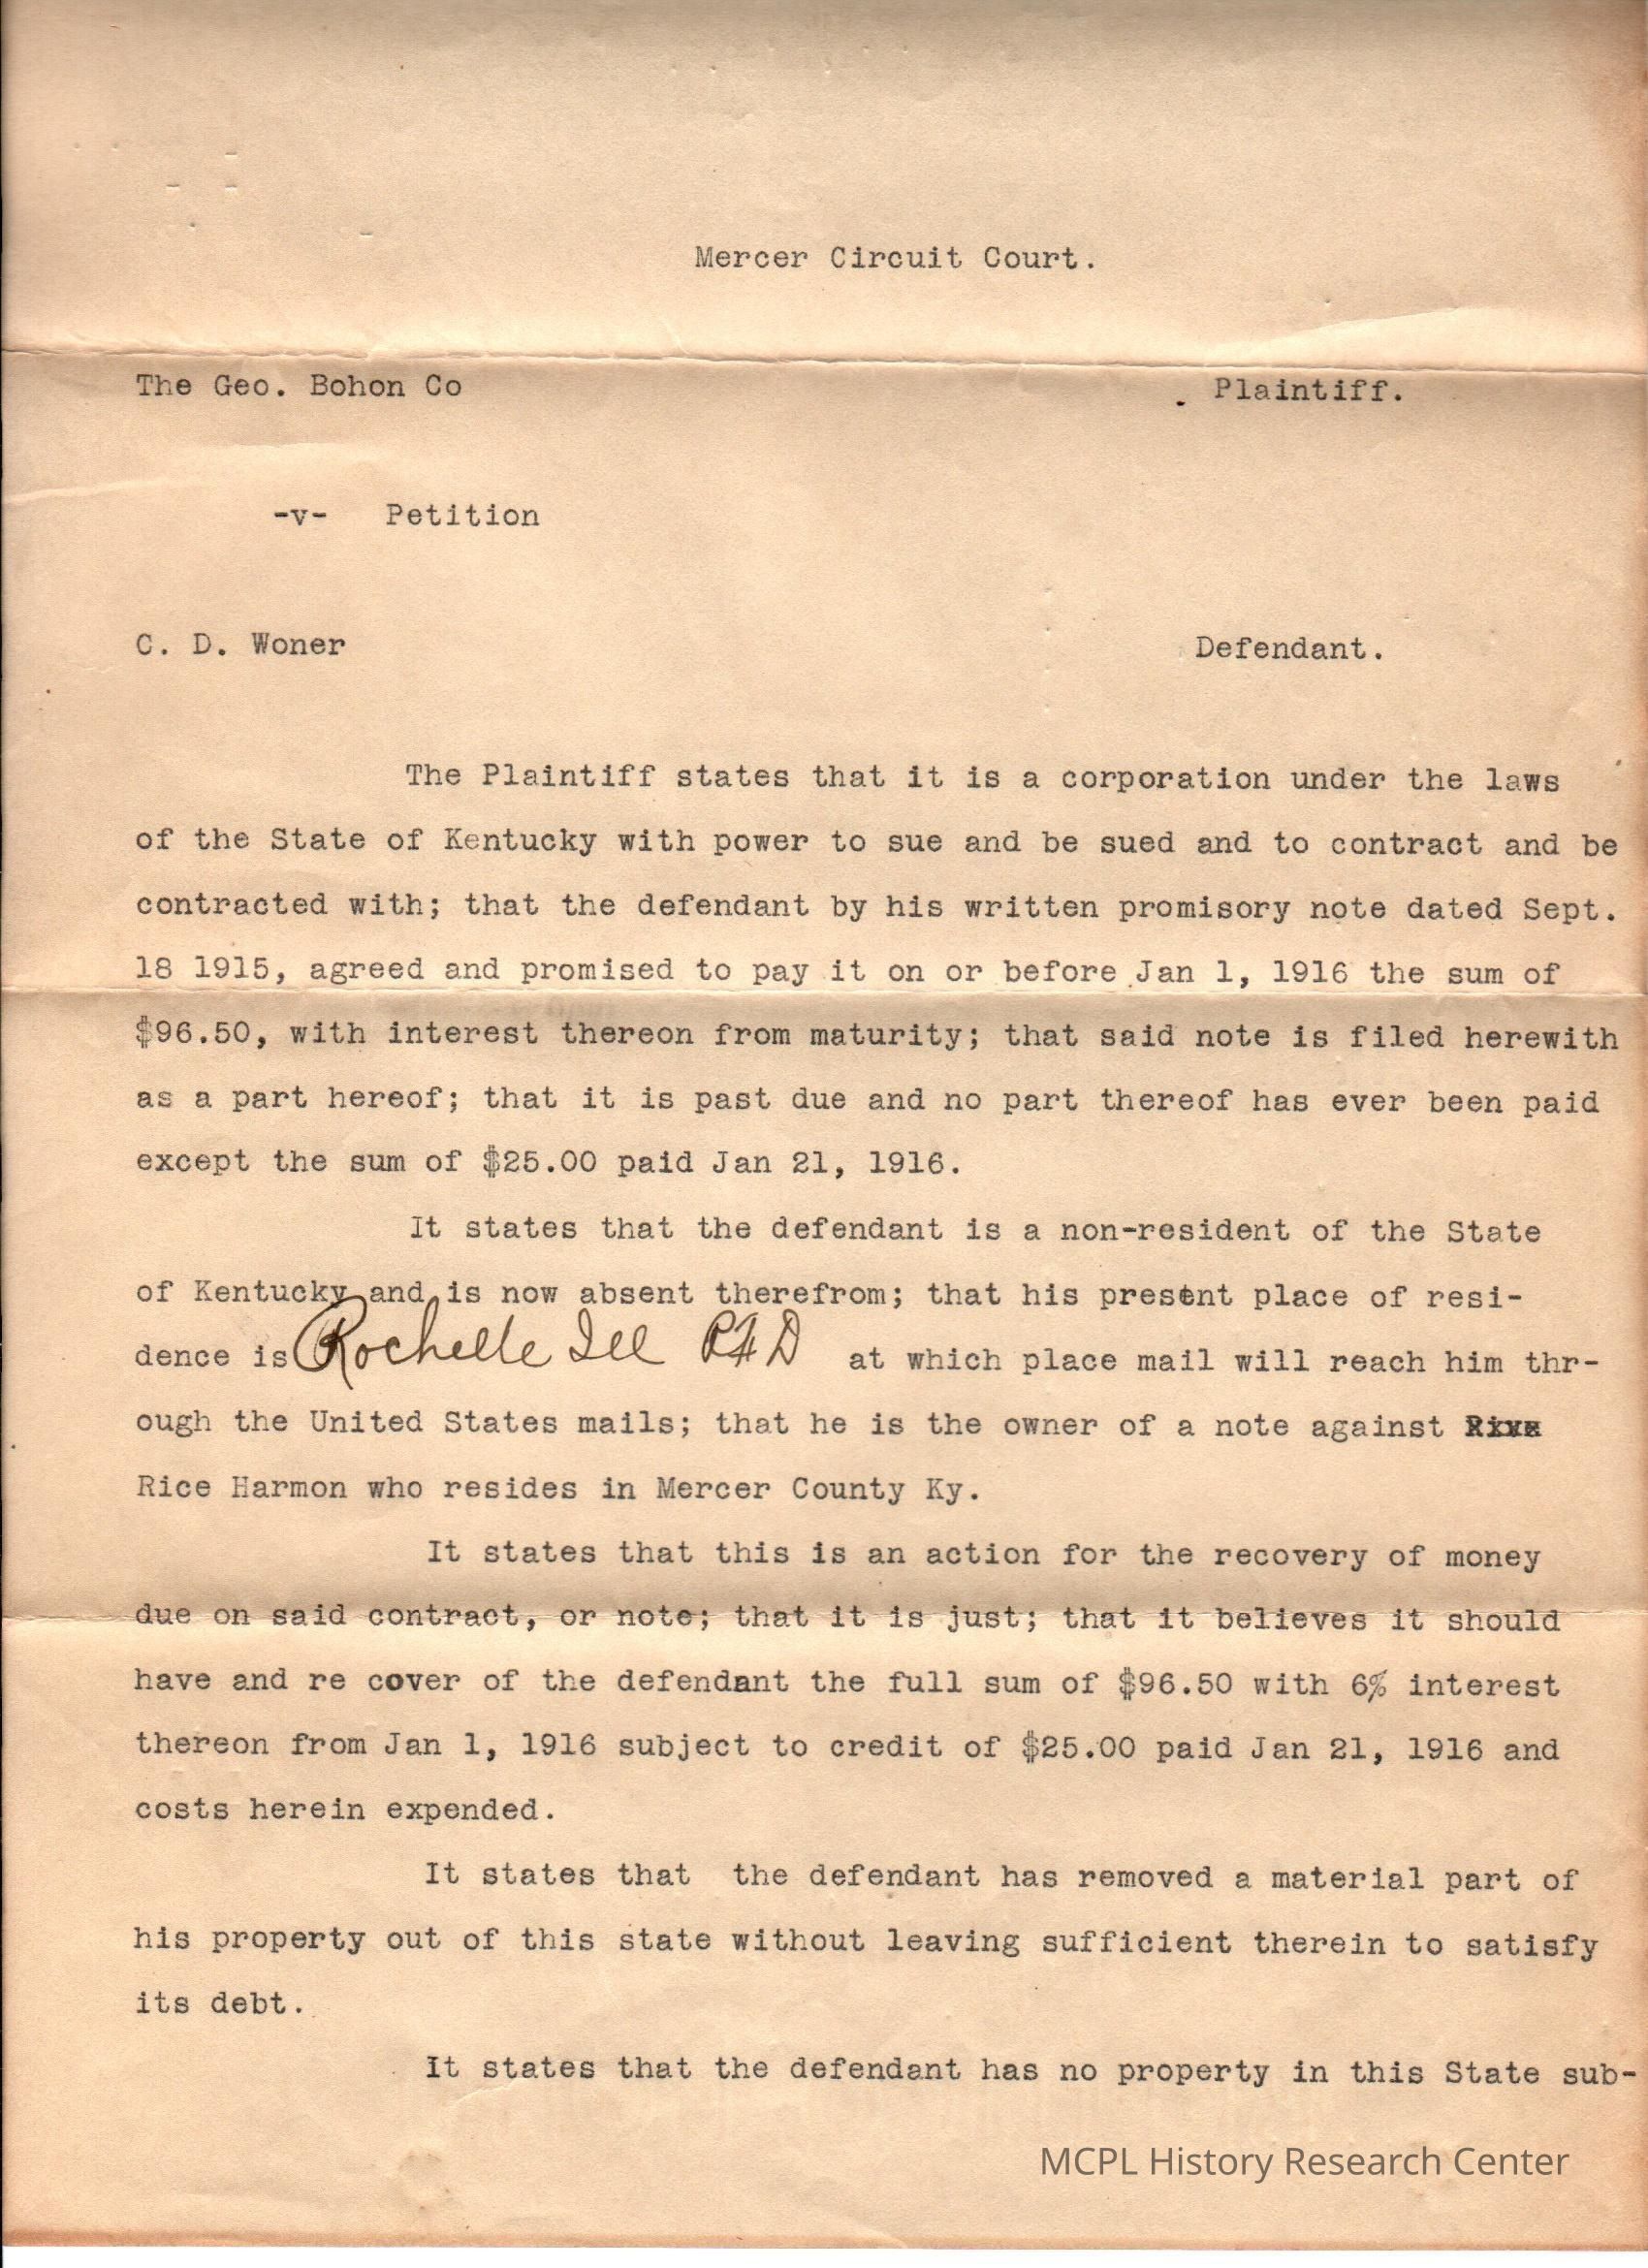 Mercer Circuit Court.
The Geo. Bohon Co Plaintiff.
-v- Petition
C. D. Woner Defendant.
The Plaintiff states that it is a corporation under the laws
of the State of Kentucky with power to sue and be sued and to contract and be
contracted with; that the defendant by his written promisory note dated Sept.
18 1915, agreed and promised to pay it on or before Jan 1, 1916 the sum of
$96.50, with interest thereon from maturity; that said note is filed herewith
as a part hereof; that it is past due and no part thereof has ever been paid
except the sum of $25.00 paid Jan 21, 1916.
It states that the defendant is a non-resident of the State
of Kentucky and is now absent therefrom; that his present place of resi-
dence is Rochelle Ill at which place mail will reach him thr-
ough the United States mails; that he is the owner of a note against
Rice Harmon who resides in Mercer County Ky.
It states that this is an action for the recovery of money
due on said contract, or note; that it is just; that it believes it should
have and re cover of the defendant the full sum of $96.50 with 6% interest
thereon from Jan 1, 1916 subject to credit of $25.00 paid Jan 21, 1916 and
costs herein expended.
It states that the defendant has removed a material part of
his property out of this state without leaving sufficient therein to satisfy
its debt.
It states that the defendant has no property in this State sub-
MCPL History Research Center